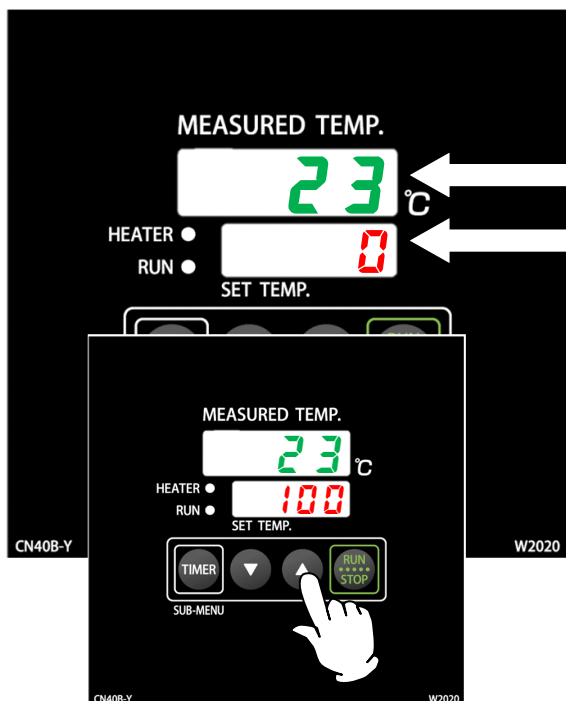 MEASURED TEMP.
23
℃
HEATER
0
RUN
SET TEMP.
CN40B-Y
W2020
MEASURED TEMP.
23
℃
HEATER
100
RUN
SET TEMP.
TIMER
RUN
STOP
SUB-MENU
CN40B-Y
W2020